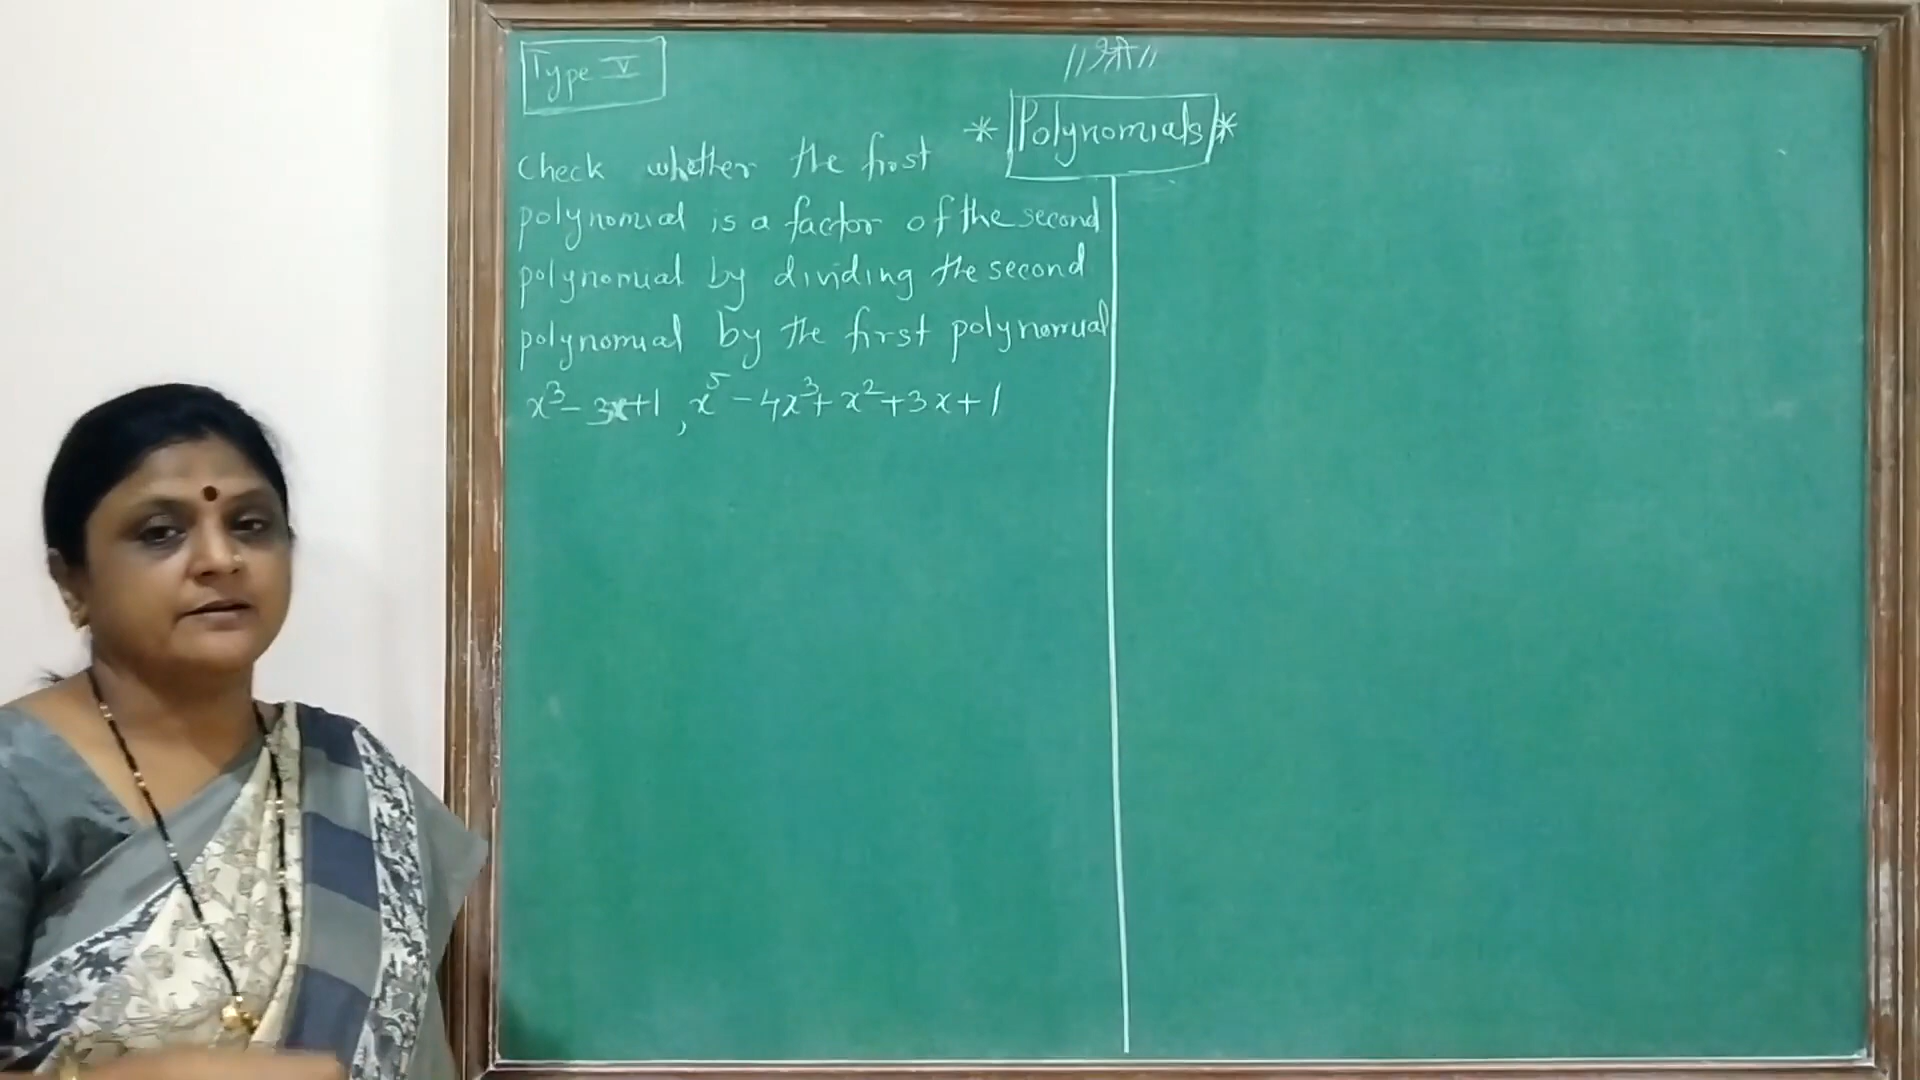 Type V
॥ श्री ॥
* Polynomials *
Check whether the first
polynomial is a factor of the second
polynomial by dividing the second
polynomial by the first polynomial
x³ - 3x + 1 , x⁵ - 4x³ + x² + 3x + 1